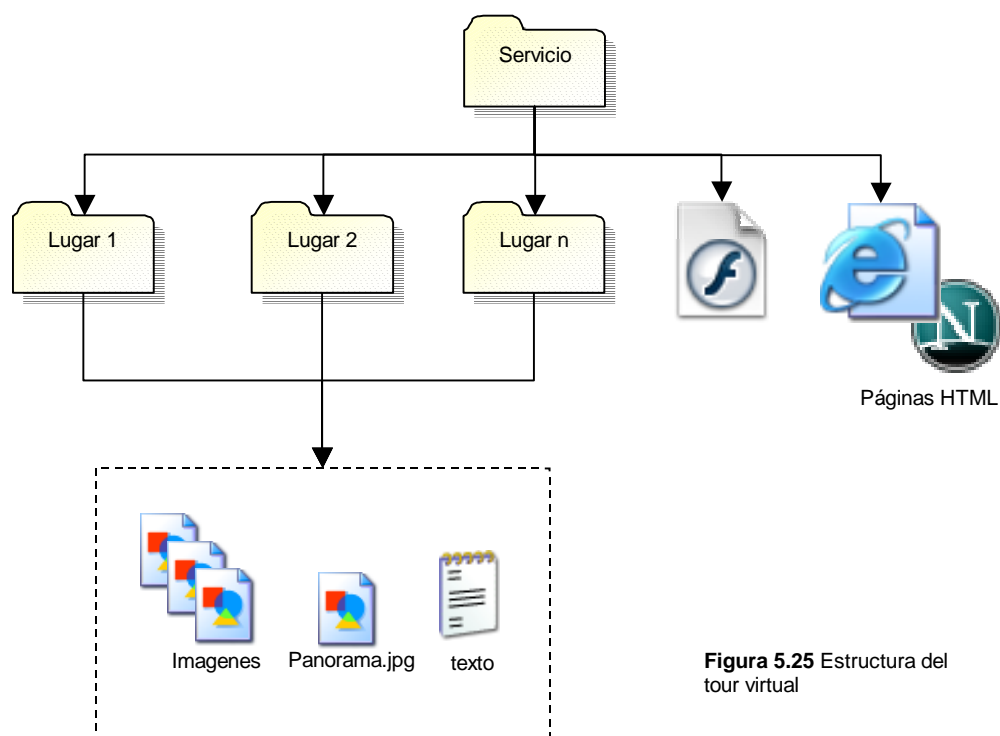 Servicio
Lugar 1
Lugar 2
Lugar n
N
Páginas HTML
Imagenes
Panorama.jpg
texto
Figura 5.25 Estructura del
tour virtual